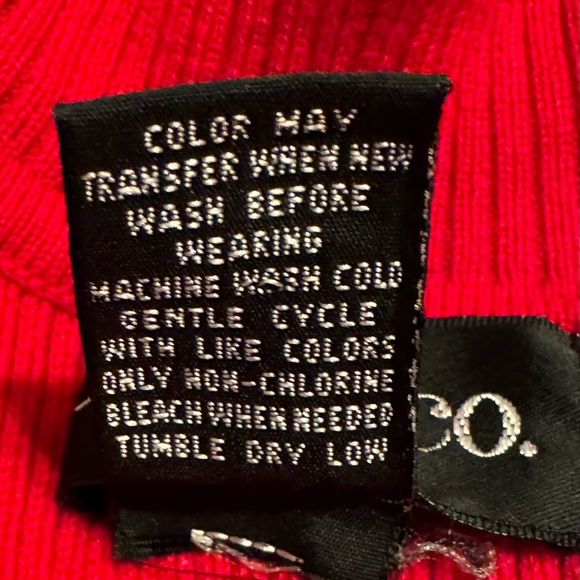 COLOR MAY
TRANSFER WHEN NEW
WASH BEFORE
WEARING
MACHINE WASH COLD
GENTLE CYCLE
WITH LIKE COLORS
ONLY NON-CHLORINE
BLEACH WHEN NEEDED
TUMBLE DRY LOW
CO.